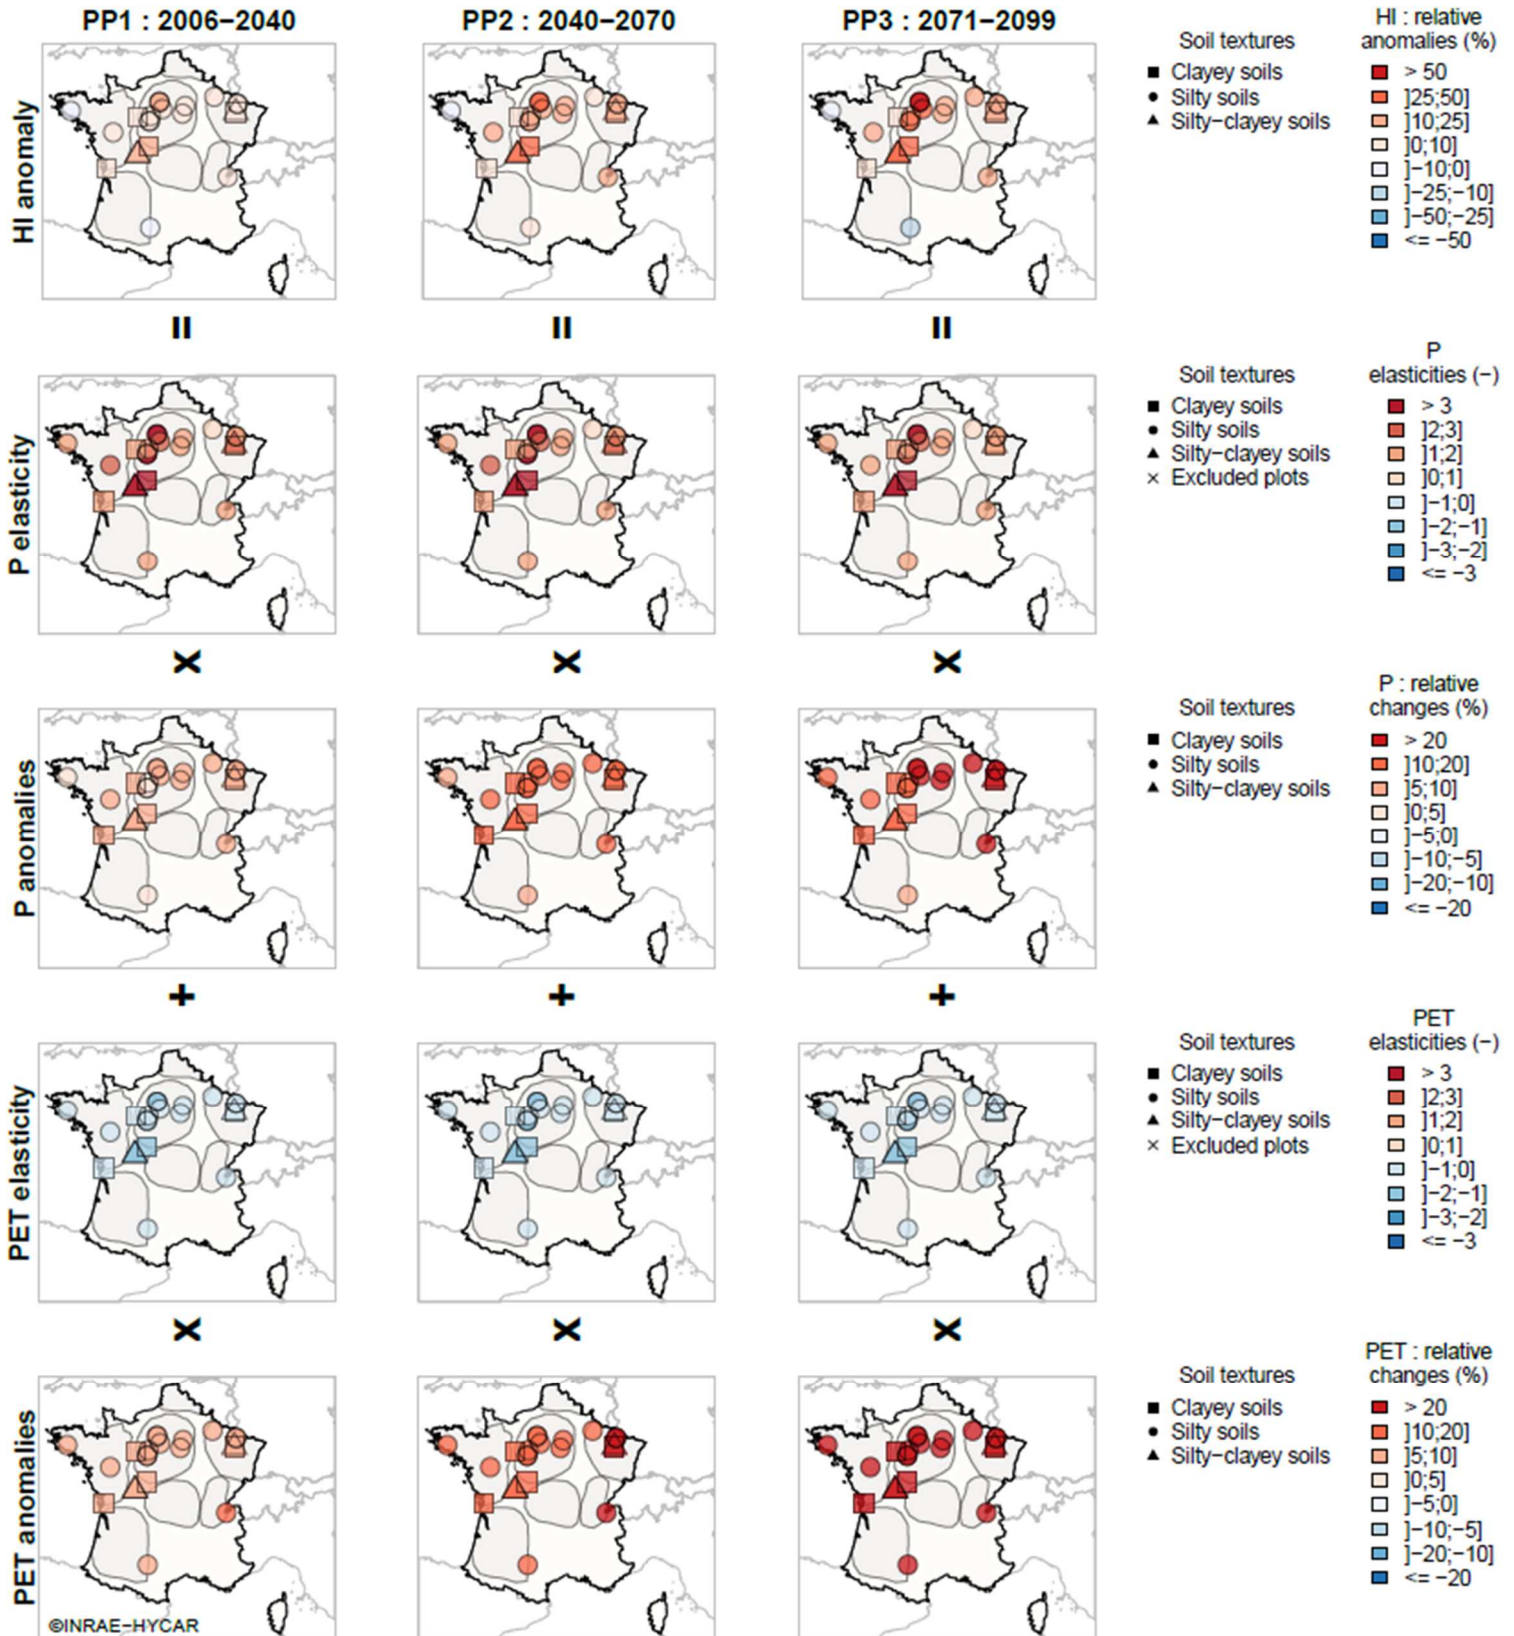 PP1 : 2006−2040
PP2 : 2040−2070
PP3 : 2071−2099
HI anomaly
Soil textures
Clayey soils
Silty soils
Silty−clayey soils
HI : relative
anomalies (%)
> 50
]25;50]
]10;25]
]0;10]
]−10;0]
]−25;−10]
]−50;−25]
<= −50
=
=
=
P elasticity
Soil textures
Clayey soils
Silty soils
Silty−clayey soils
Excluded plots
P
elasticities (−)
> 3
]2;3]
]1;2]
]0;1]
]−1;0]
]−2;−1]
]−3;−2]
<= −3
X
X
X
P anomalies
Soil textures
Clayey soils
Silty soils
Silty−clayey soils
P : relative
changes (%)
> 20
]10;20]
]5;10]
]0;5]
]−5;0]
]−10;−5]
]−20;−10]
<= −20
+
+
+
PET elasticity
Soil textures
Clayey soils
Silty soils
Silty−clayey soils
Excluded plots
PET
elasticities (−)
> 3
]2;3]
]1;2]
]0;1]
]−1;0]
]−2;−1]
]−3;−2]
<= −3
X
X
X
PET anomalies
Soil textures
Clayey soils
Silty soils
Silty−clayey soils
PET : relative
changes (%)
> 20
]10;20]
]5;10]
]0;5]
]−5;0]
]−10;−5]
]−20;−10]
<= −20
©INRAE−HYCAR